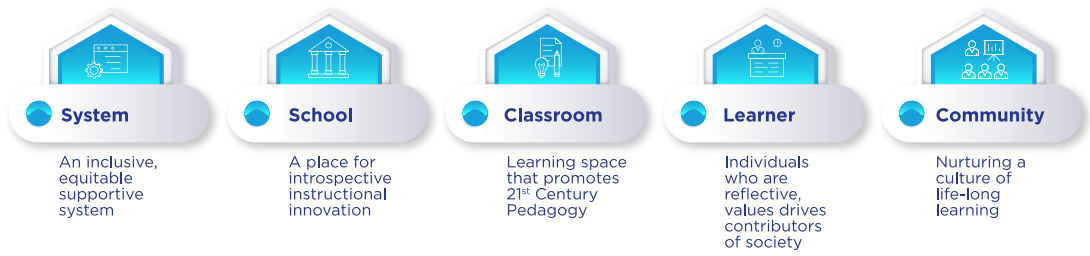 System
An inclusive,
equitable
supportive
system
School
A place for
introspective
instructional
innovation
Classroom
Learning space
that promotes
21st Century
Pedagogy
Learner
Individuals
who are
reflective,
values drives
contributors
of society
Community
Nurturing a
culture of
life-long
learning